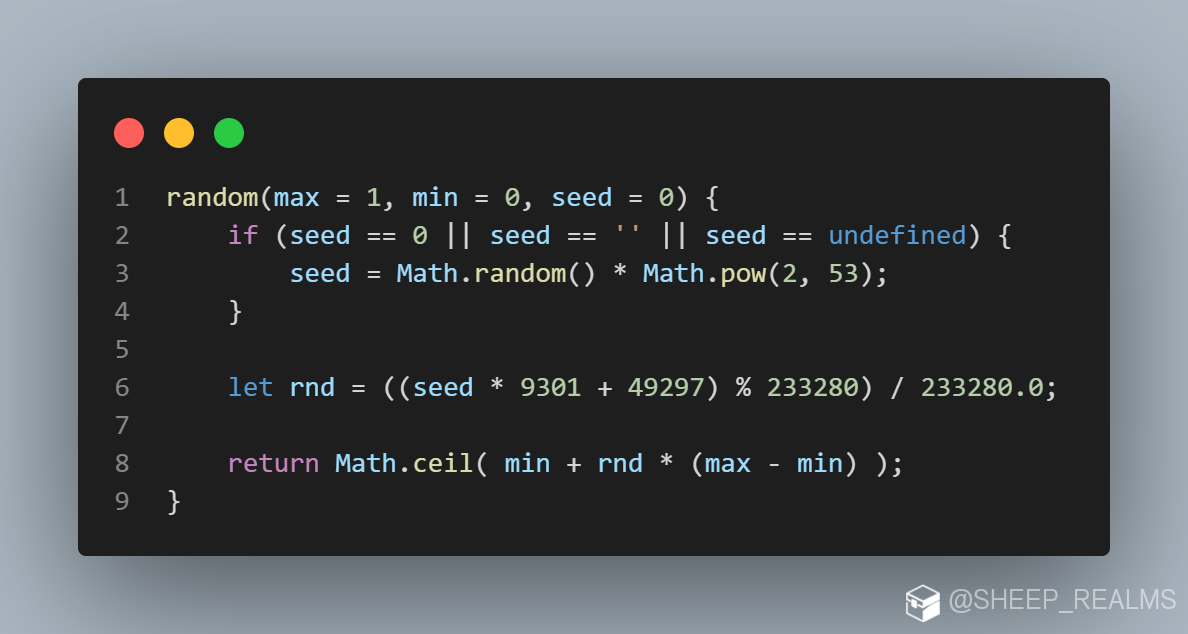 1 random(max = 1, min = 0, seed = 0) {
2     if (seed == 0 || seed == '' || seed == undefined) {
3         seed = Math.random() * Math.pow(2, 53);
4     }
5
6     let rnd = ((seed * 9301 + 49297) % 233280) / 233280.0;
7
8     return Math.ceil( min + rnd * (max - min) );
9 }
@SHEEP_REALMS